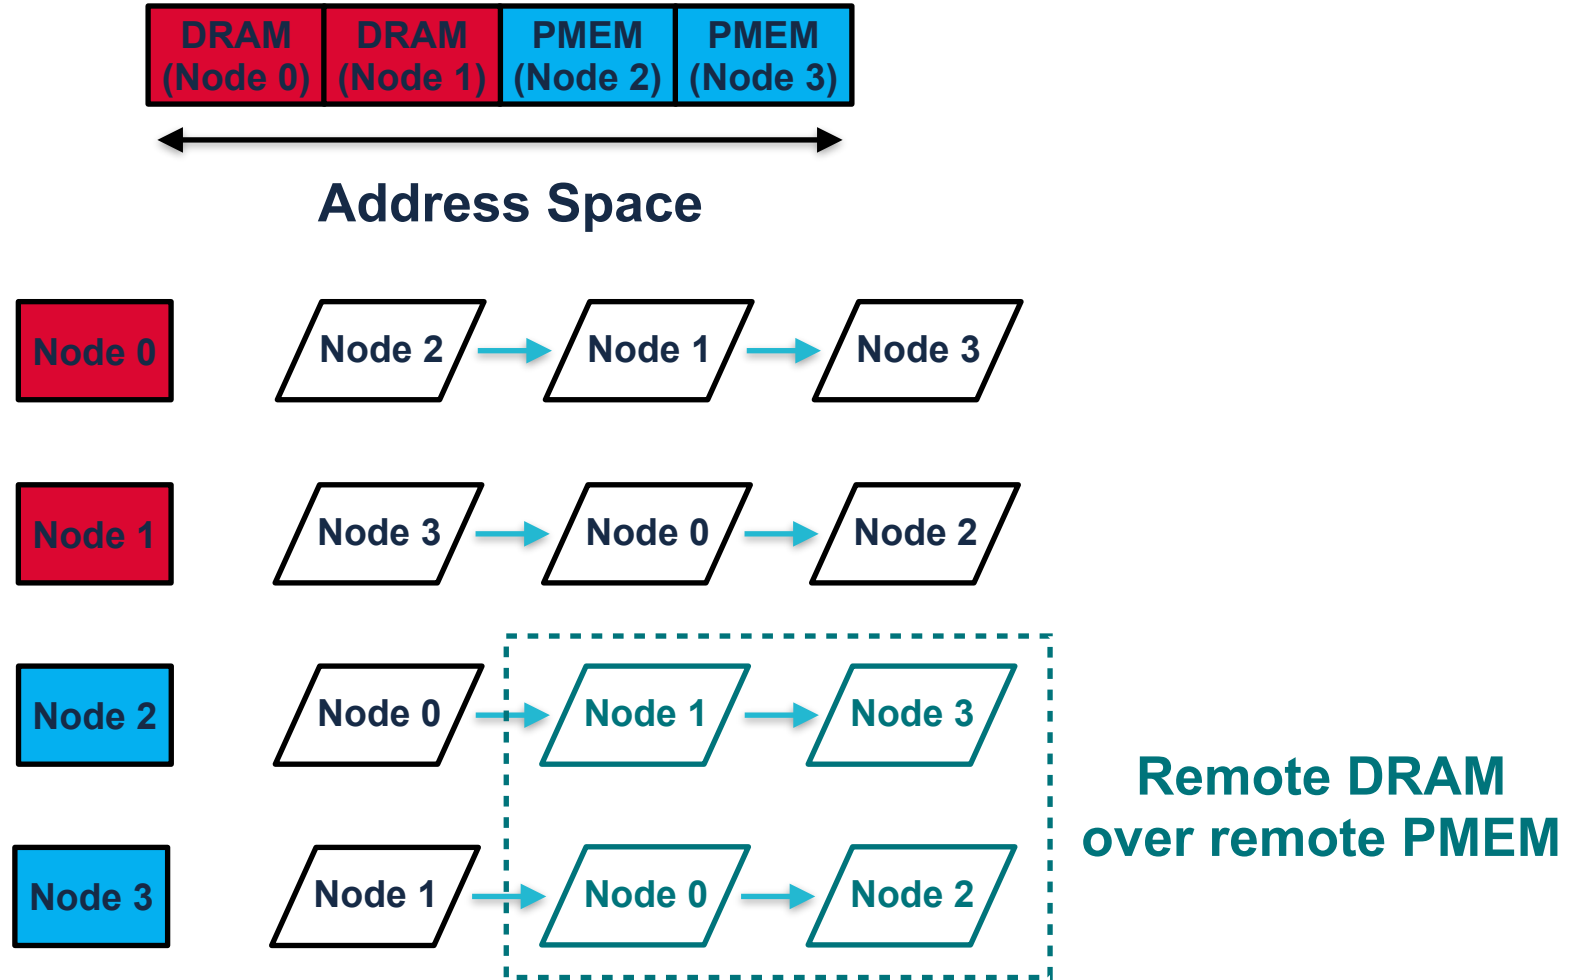 DRAM DRAM PMEM PMEM
(Node 0) (Node 1) (Node 2) (Node 3)
Address Space
Node 0 Node 2 Node 1 Node 3
Node 1 Node 3 Node 0 Node 2
Node 2 Node 0 Node 1 Node 3
Remote DRAM
over remote PMEM
Node 3 Node 1 Node 0 Node 2